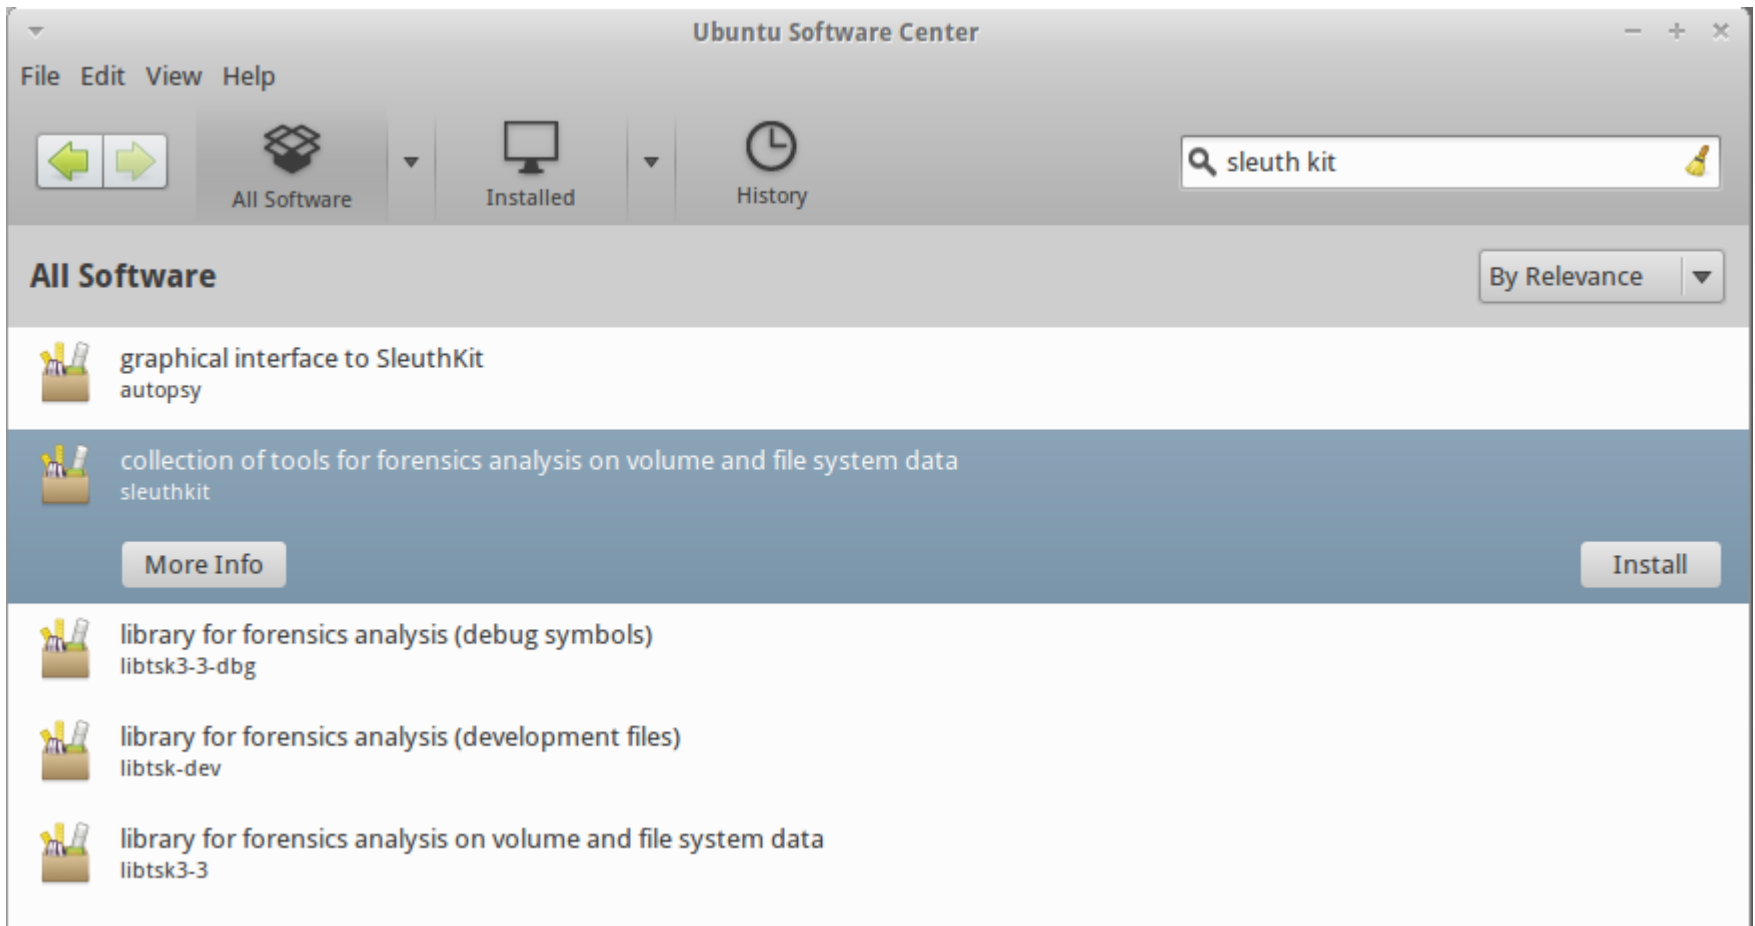 Ubuntu Software Center
File Edit View Help
All Software Installed History
sleuth kit
All Software
By Relevance
graphical interface to SleuthKit
autopsy
collection of tools for forensics analysis on volume and file system data
sleuthkit
More Info
Install
library for forensics analysis (debug symbols)
libtsk3-3-dbg
library for forensics analysis (development files)
libtsk-dev
library for forensics analysis on volume and file system data
libtsk3-3